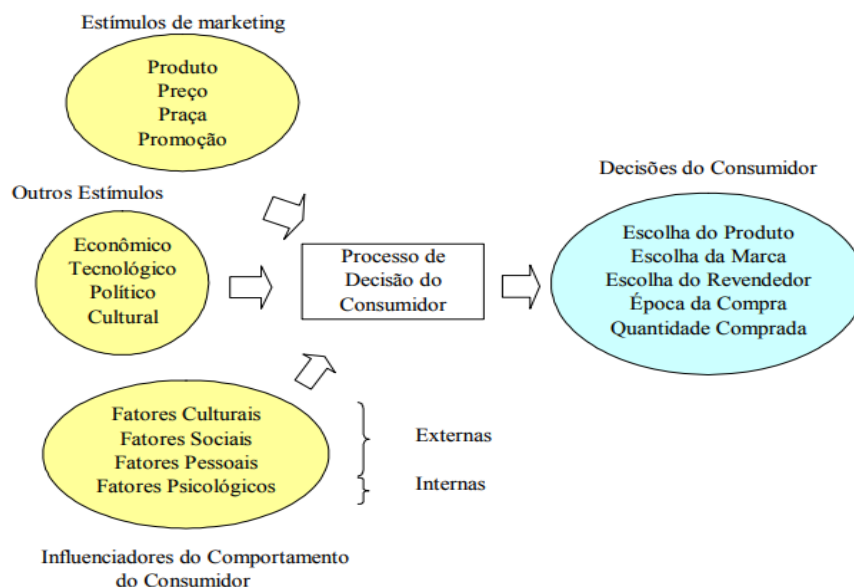 Estímulos de marketing
Produto
Preço
Praça
Promoção
Outros Estímulos
Econômico
Tecnológico
Político
Cultural
Processo de
Decisão do
Consumidor
Decisões do Consumidor
Escolha do Produto
Escolha da Marca
Escolha do Revendedor
Época da Compra
Quantidade Comprada
Fatores Culturais
Fatores Sociais
Fatores Pessoais
Fatores Psicológicos
Externas
Internas
Influenciadores do Comportamento
do Consumidor